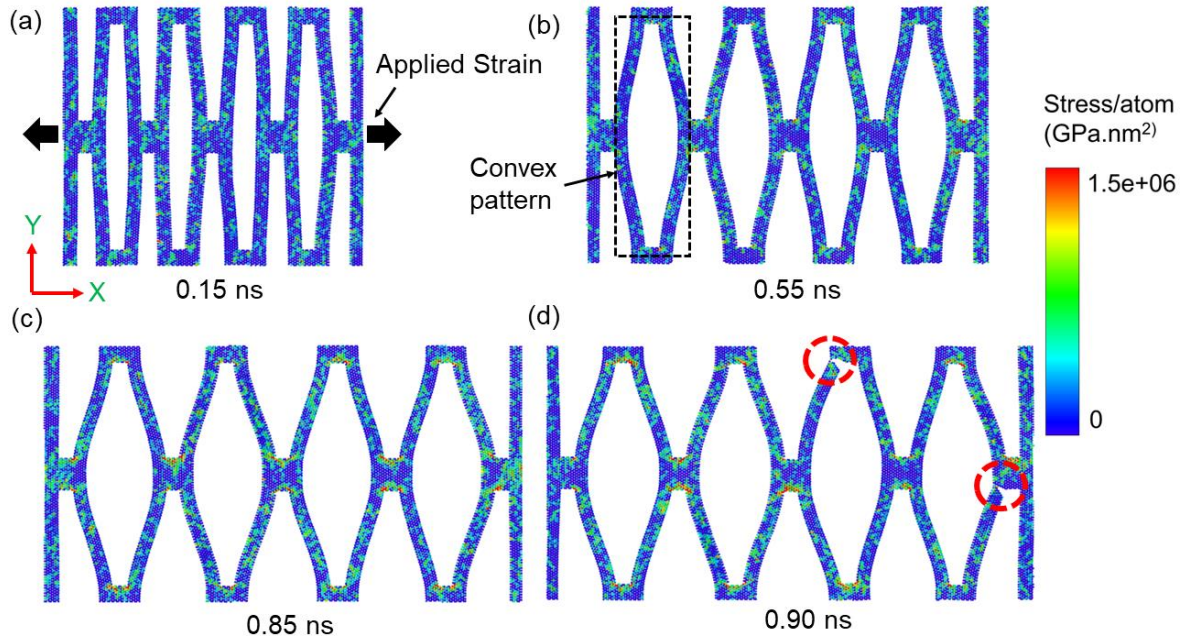 (a)
Applied Strain
Y
X
0.15 ns
(b)
Convex
pattern
0.55 ns
Stress/atom
(GPa.nm²)
1.5e+06
0
(c)
0.85 ns
(d)
0.90 ns